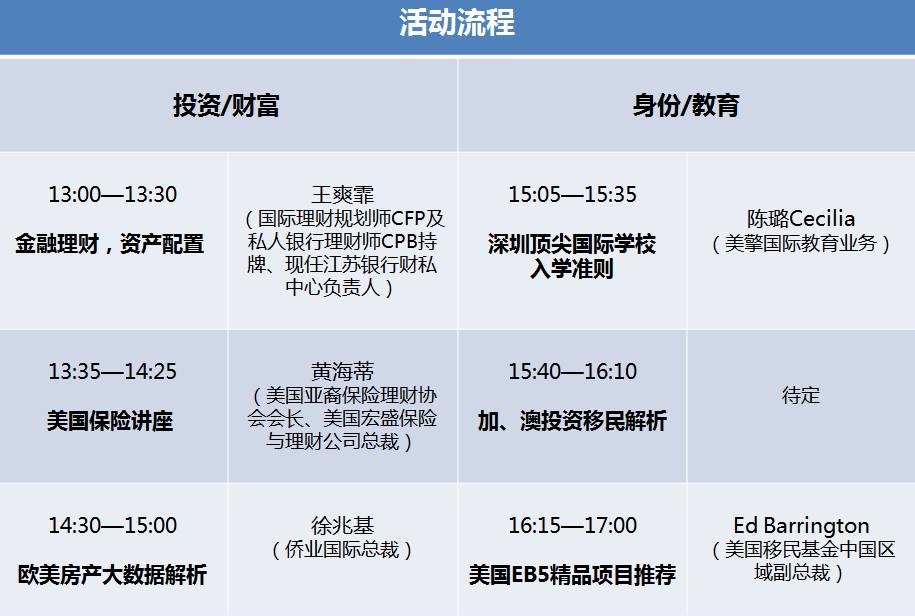 活动流程
投资/财富
身份/教育
13:00—13:30
金融理财，资产配置
王爽霏
（国际理财规划师CFP及
私人银行理财师CPB持
牌、现任江苏银行财私
中心负责人）
15:05—15:35
深圳顶尖国际学校
入学准则
陈璐Cecilia
（美擎国际教育业务）
13:35—14:25
美国保险讲座
黄海蒂
（美国亚裔保险理财协
会会长、美国宏盛保险
与理财公司总裁）
15:40—16:10
加、澳投资移民解析
待定
14:30—15:00
欧美房产大数据解析
徐兆基
（侨业国际总裁）
16:15—17:00
美国EB5精品项目推荐
Ed Barrington
（美国移民基金中国区
域副总裁）